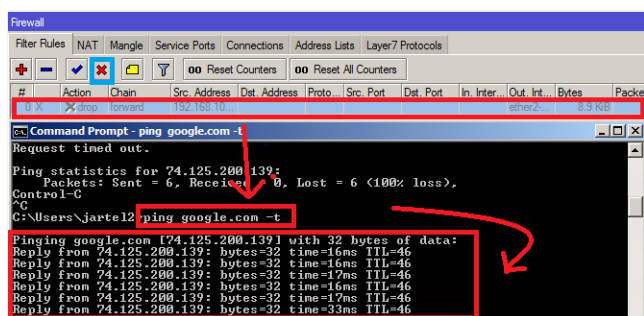 Firewall
Filter Rules NAT Mangle Service Ports Connections Address Lists Layer7 Protocols
00 Reset Counters 00 Reset All Counters
# Action Chain Src. Address Dst. Address Proto... Src. Port Dst. Port In. Inter... Out. Int... Bytes Packe
0 X drop forward 192.168.10... ether2-... 8.9 KiB
Command Prompt - ping google.com -t
Request timed out.
Ping statistics for 74.125.200.139:
Packets: Sent = 6, Received = 0, Lost = 6 (100% loss),
Control-C
^C
C:\Users\jartel2>ping google.com -t
Pinging google.com [74.125.200.139] with 32 bytes of data:
Reply from 74.125.200.139: bytes=32 time=16ms TTL=46
Reply from 74.125.200.139: bytes=32 time=16ms TTL=46
Reply from 74.125.200.139: bytes=32 time=17ms TTL=46
Reply from 74.125.200.139: bytes=32 time=16ms TTL=46
Reply from 74.125.200.139: bytes=32 time=17ms TTL=46
Reply from 74.125.200.139: bytes=32 time=33ms TTL=46